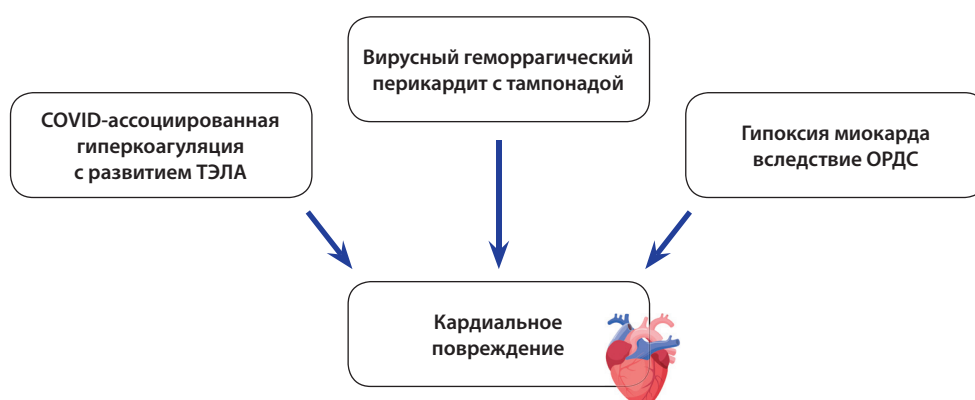 Вирусный геморрагический
перикардит с тампонадой
COVID-ассоциированная
гиперкоагуляция
с развитием ТЭЛА
Гипоксия миокарда
вследствие ОРДС
Кардиальное
повреждение